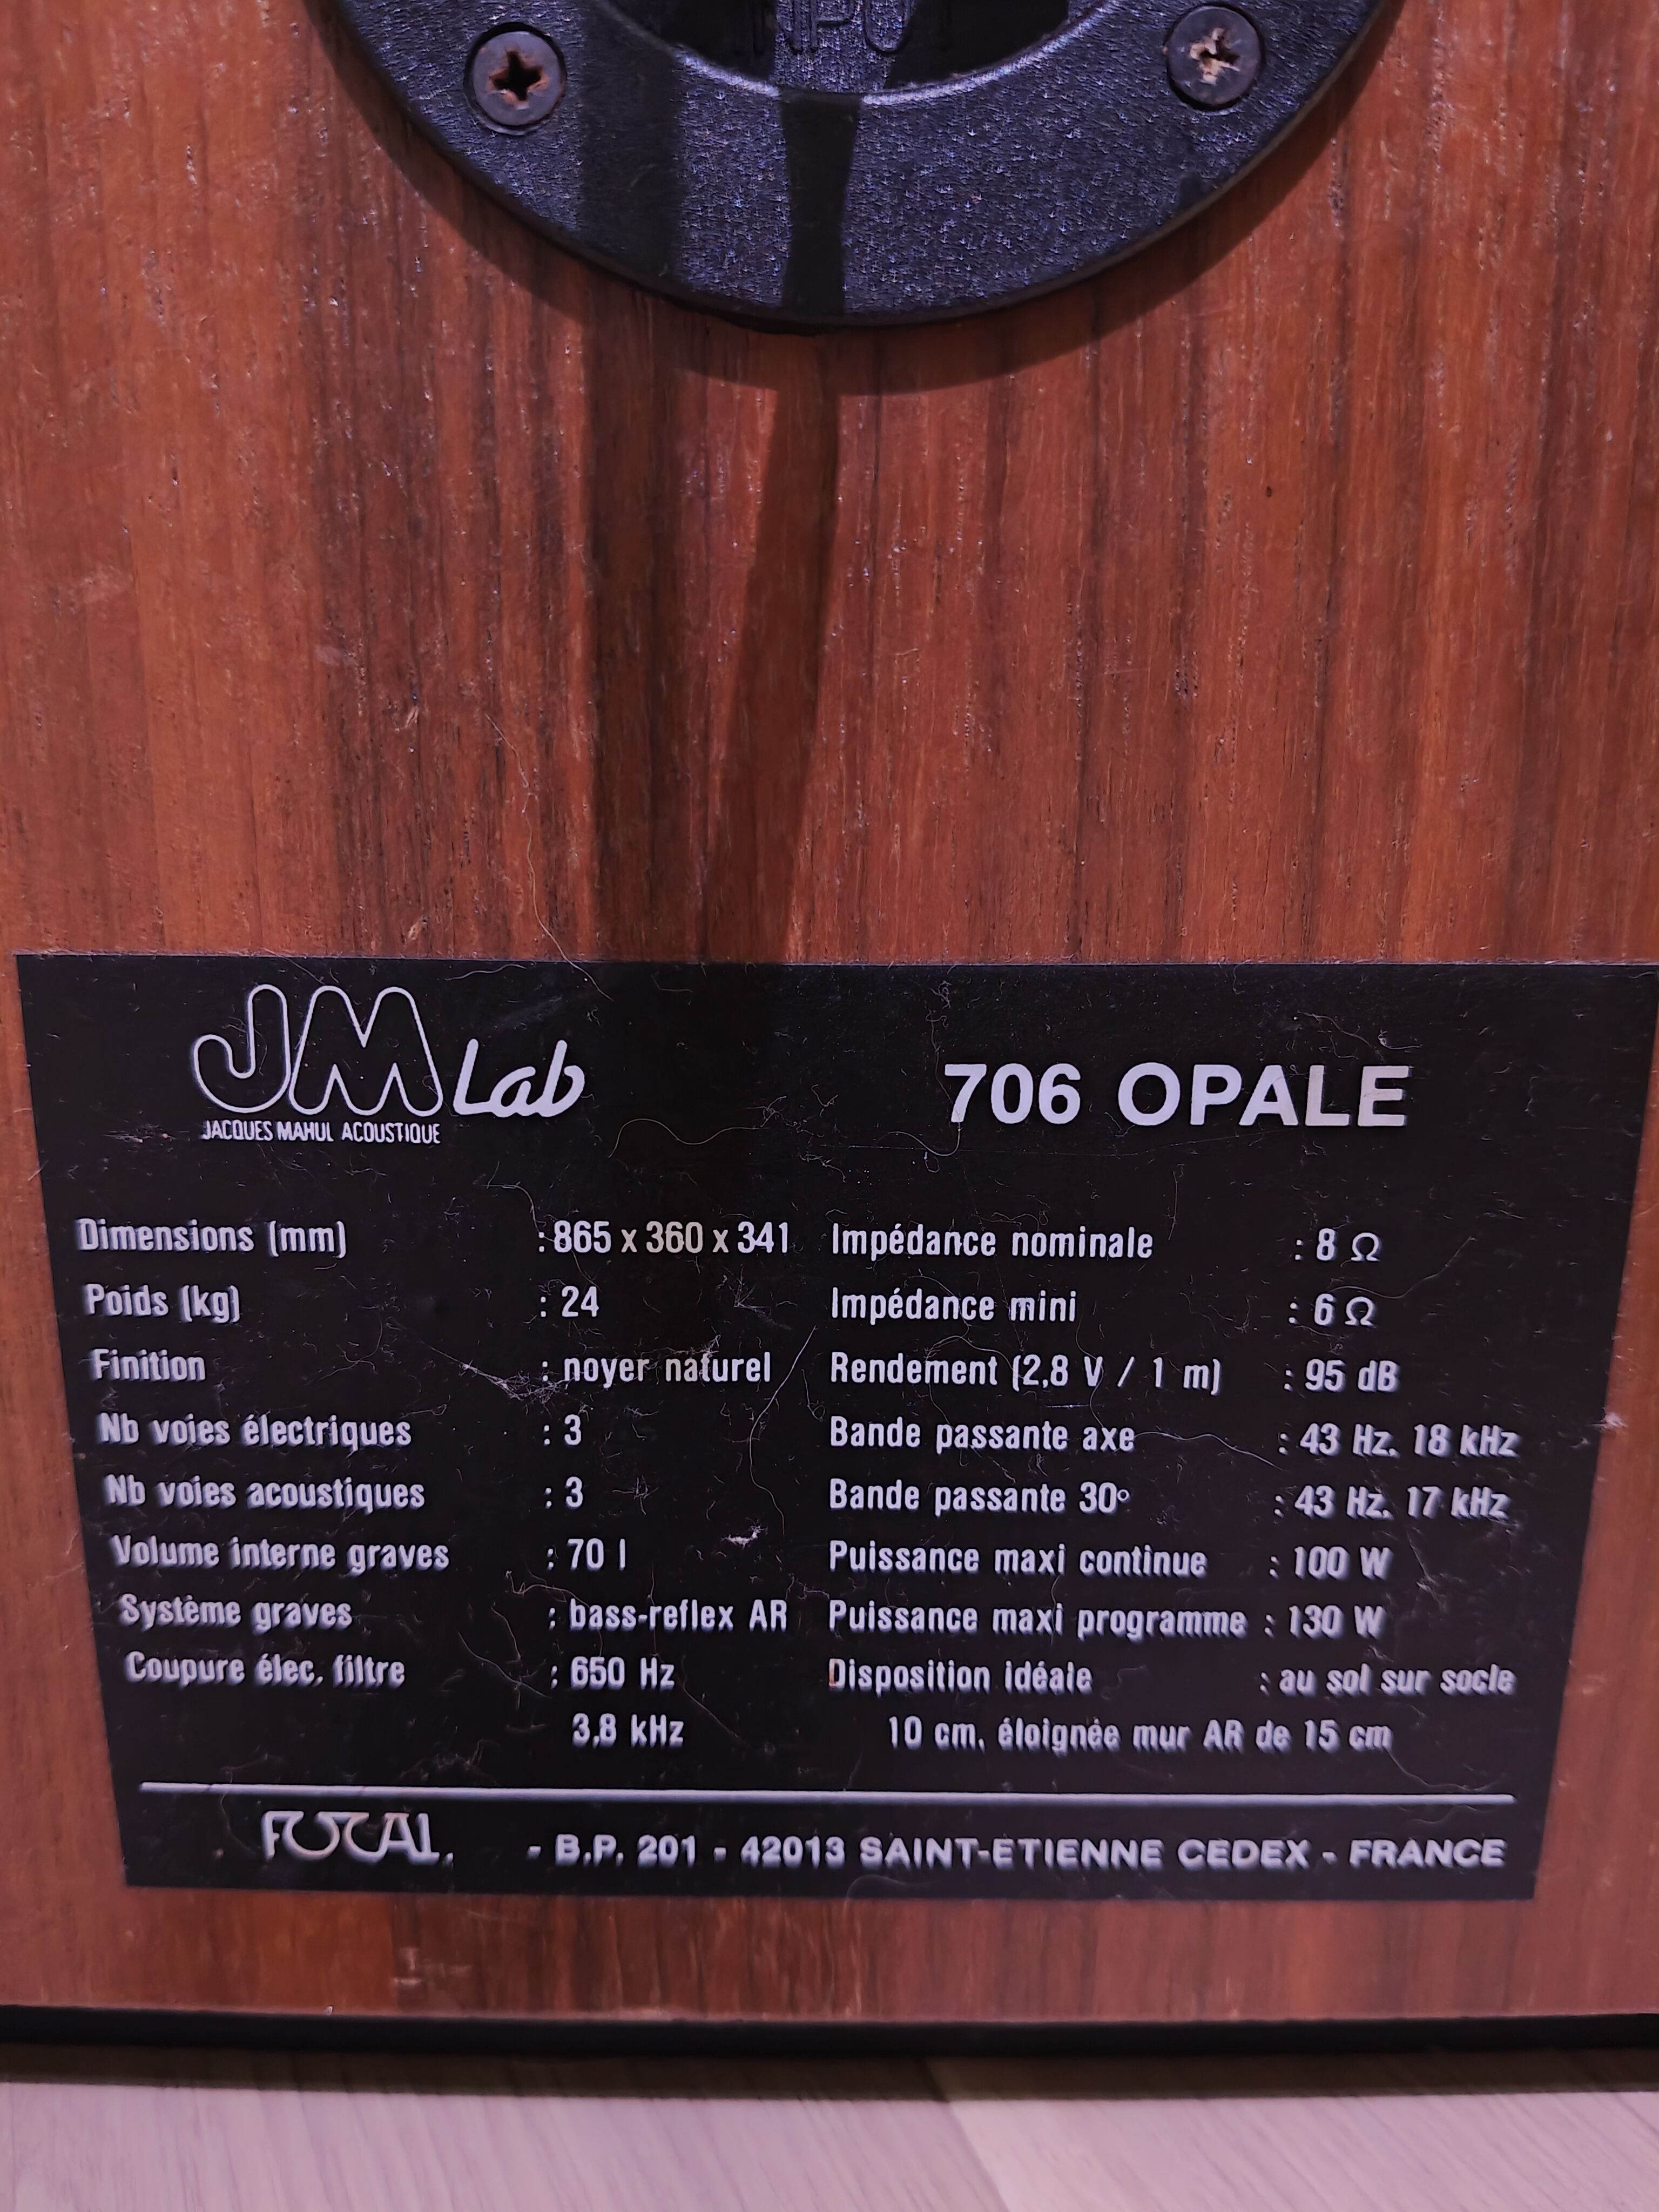 INPUT
JM Lab
JACQUES MAHUL ACOUSTIQUE
706 OPALE
Dimensions (mm) : 865 x 360 x 341
Poids (kg) : 24
Finition : noyer naturel
Nb voies électriques : 3
Nb voies acoustiques : 3
Volume interne graves : 70 l
Système graves : bass-reflex AR
Coupure élec. filtre : 650 Hz
3,8 kHz
Impédance nominale : 8 Ω
Impédance mini : 6 Ω
Rendement (2,8 V / 1 m) : 95 dB
Bande passante axe : 43 Hz. 18 kHz
Bande passante 30° : 43 Hz. 17 kHz
Puissance maxi continue : 100 W
Puissance maxi programme : 130 W
Disposition idéale : au sol sur socle
10 cm. éloignée mur AR de 15 cm
FOCAL. - B.P. 201 - 42013 SAINT-ETIENNE CEDEX - FRANCE